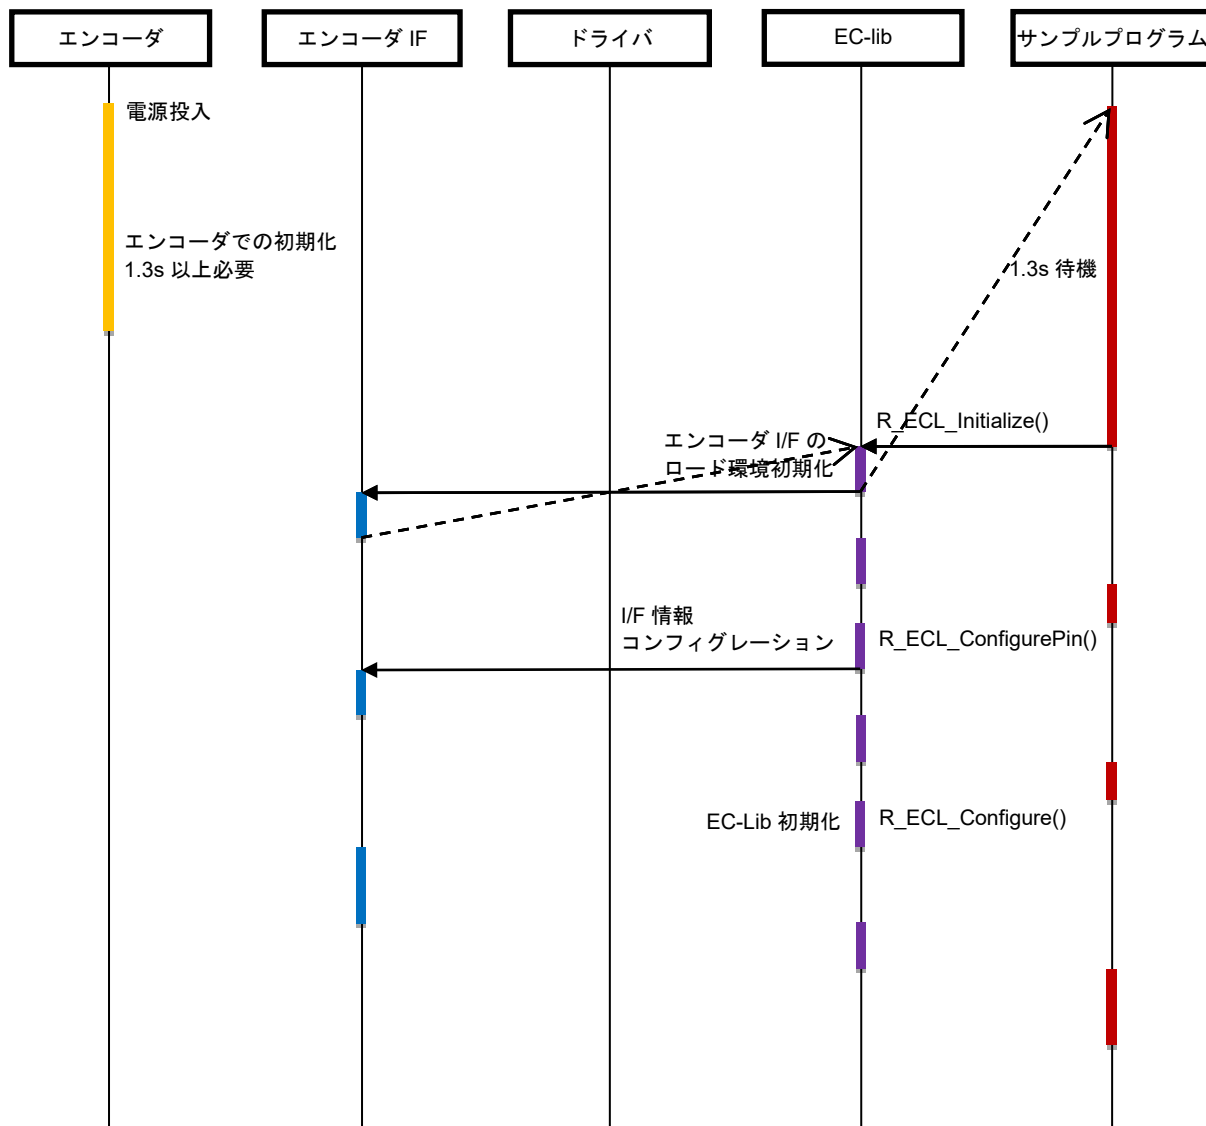 エンコーダ
エンコーダ IF
ドライバ
EC-lib
サンプルプログラム
電源投入
エンコーダでの初期化
1.3s 以上必要
1.3s 待機
R_ECL_Initialize()
エンコーダ I/F の
ロード環境初期化
I/F 情報
コンフィグレーション
R_ECL_ConfigurePin()
EC-Lib 初期化
R_ECL_Configure()